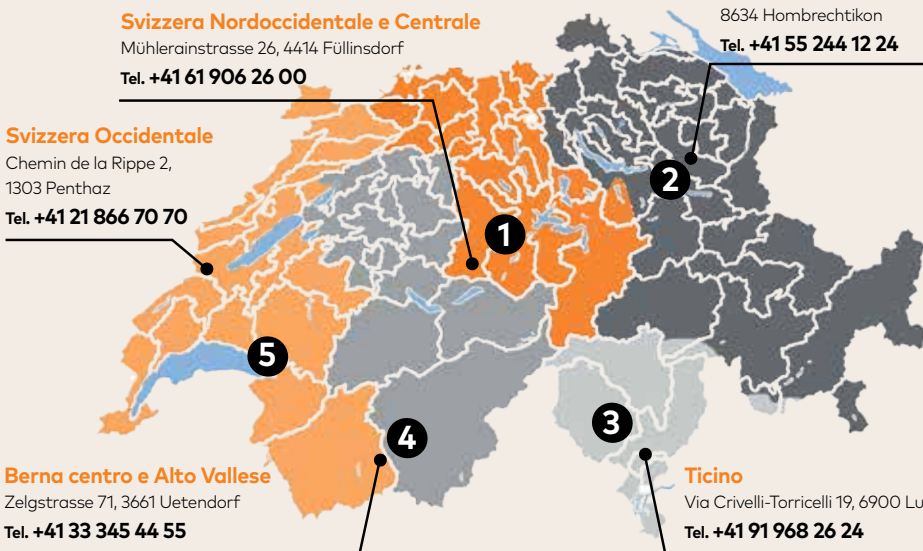 Svizzera Nordoccidentale e Centrale
Mühlerainstrasse 26, 4414 Füllinsdorf
Tel. +41 61 906 26 00
8634 Hombrechtikon
Tel. +41 55 244 12 24
Svizzera Occidentale
Chemin de la Rippe 2,
1303 Penthaz
Tel. +41 21 866 70 70
1
2
3
4
5
Berna centro e Alto Vallese
Zelgstrasse 71, 3661 Uetendorf
Tel. +41 33 345 44 55
Ticino
Via Crivelli-Torricelli 19, 6900 Lu
Tel. +41 91 968 26 24